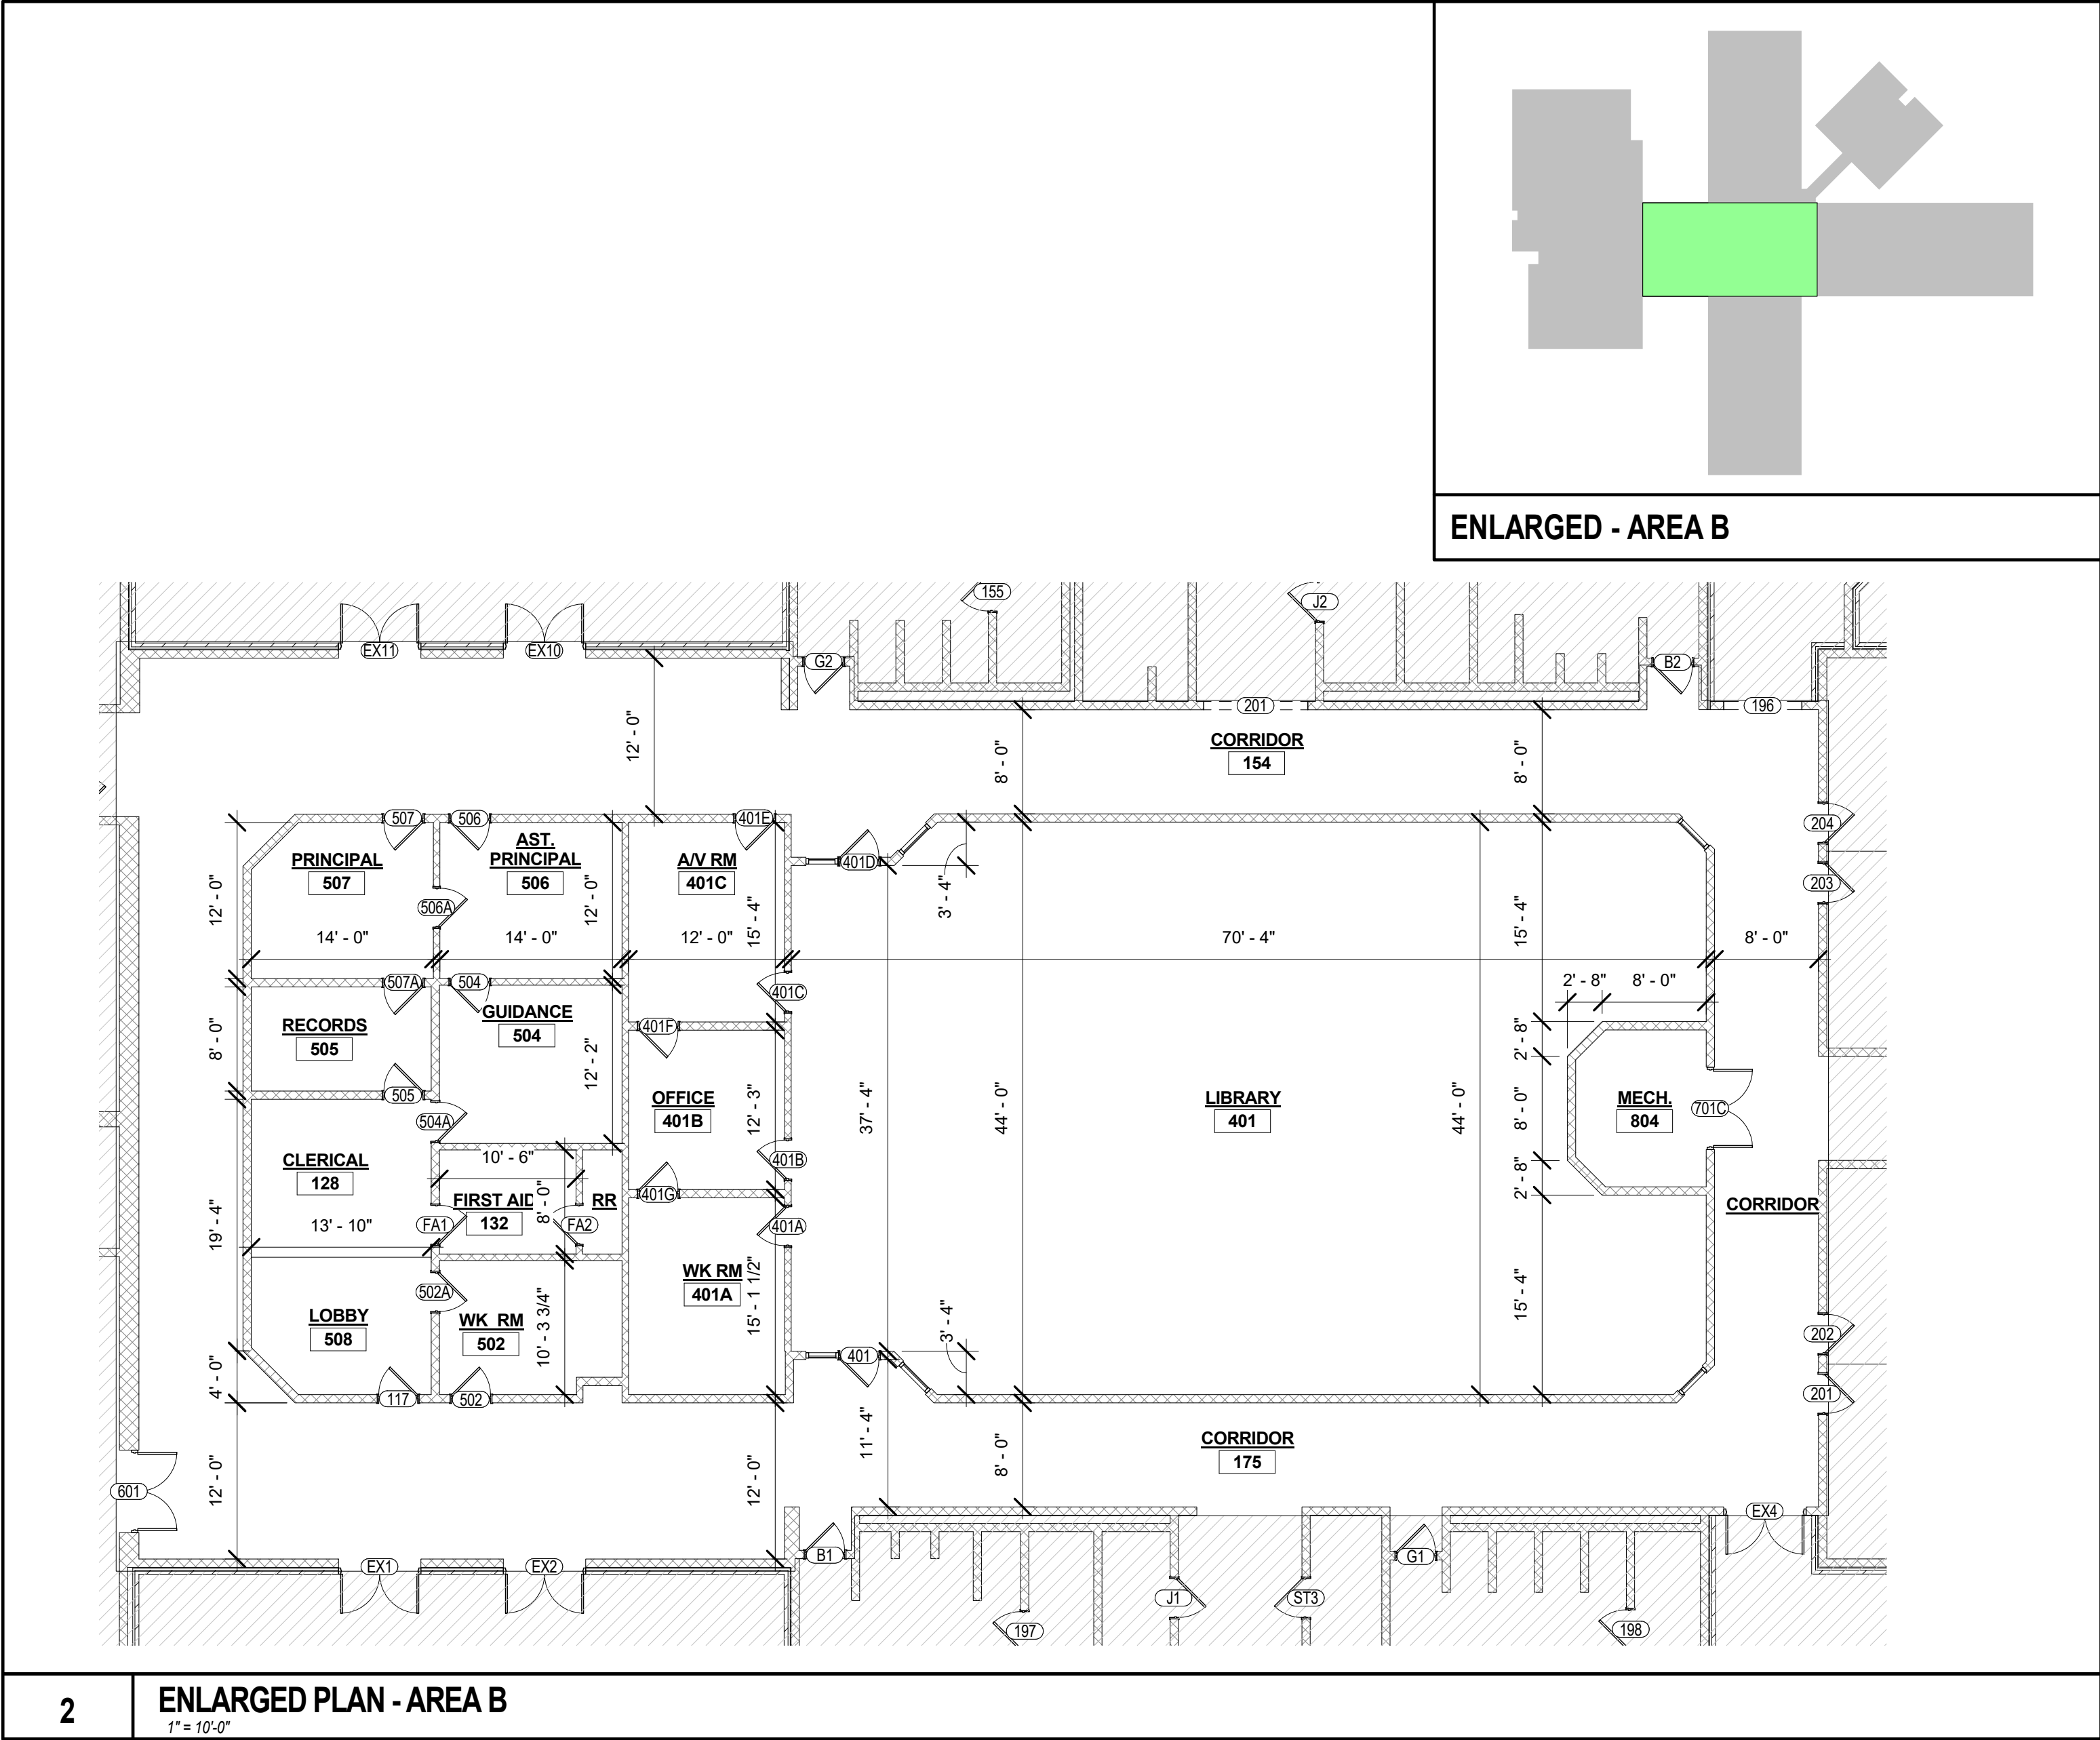 ENLARGED - AREA B
155
J2
EX11
EX10
G2
B2
201
196
12' - 0"
8' - 0"
CORRIDOR
154
8' - 0"
507
506
401E
204
AST.
PRINCIPAL
PRINCIPAL
507
506
A/V RM
401C
401D
203
12' - 0"
12' - 0"
15' - 4"
3' - 4"
15' - 4"
506A
14' - 0"
14' - 0"
12' - 0"
70' - 4"
8' - 0"
507A
504
401C
2' - 8"
8' - 0"
GUIDANCE
504
RECORDS
505
401F
8' - 0"
12' - 2"
2' - 8"
505
504A
OFFICE
401B
12' - 3"
37' - 4"
44' - 0"
LIBRARY
401
44' - 0"
8' - 0"
MECH.
804
701C
CLERICAL
128
10' - 6"
401B
2' - 8"
FIRST AID
132
8' - 0"
RR
401G
CORRIDOR
19' - 4"
13' - 10"
FA1
FA2
401A
WK RM
401A
15' - 1 1/2"
502A
LOBBY
508
WK RM
502
10' - 3 3/4"
3' - 4"
15' - 4"
202
401
4' - 0"
117
502
201
12' - 0"
12' - 0"
11' - 4"
8' - 0"
CORRIDOR
175
601
EX4
EX1
EX2
B1
G1
J1
ST3
197
198
2
ENLARGED PLAN - AREA B
1" = 10'-0"